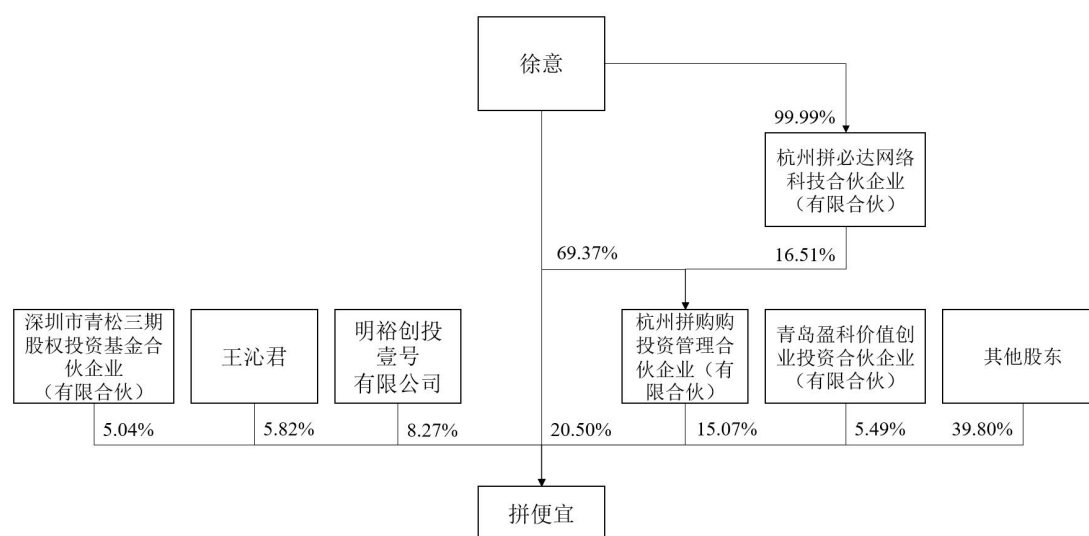 徐意
99.99%
杭州拼必达网络
科技合伙企业
（有限合伙）
69.37%
16.51%
深圳市青松三期
股权投资基金合
伙企业
（有限合伙）
王沁君
明裕创投
壹号
有限公司
杭州拼购购
投资管理合
伙企业（有
限合伙）
青岛盈科价值创
业投资合伙企业
（有限合伙）
其他股东
5.04%
5.82%
8.27%
20.50%
15.07%
5.49%
39.80%
拼便宜